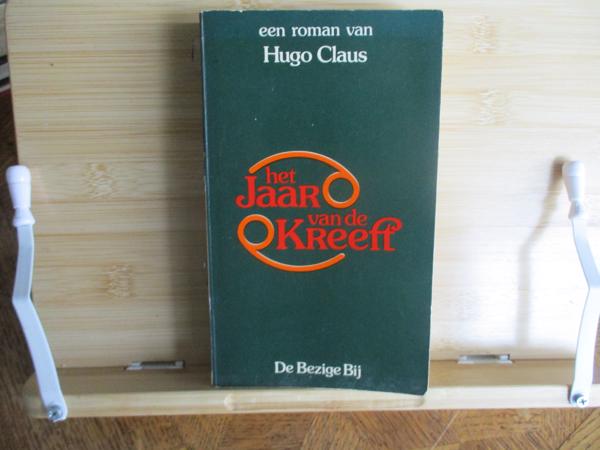 een roman van
Hugo Claus
het
Jaar
van de
Kreeft
De Bezige Bij